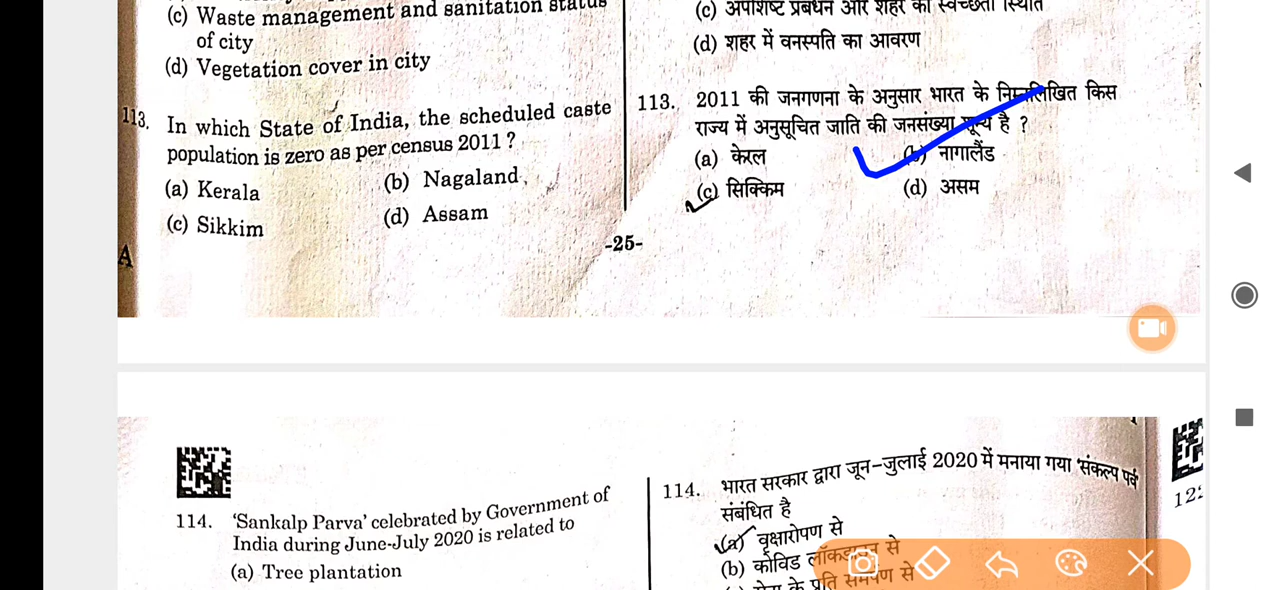 (c) Waste management and sanitation status
of city
(d) Vegetation cover in city
113. In which State of India, the scheduled caste
population is zero as per census 2011 ?
(a) Kerala
(b) Nagaland
(c) Sikkim
(d) Assam
A
(c) अपशिष्ट प्रबंधन और शहर की स्वच्छता स्थिति
(d) शहर में वनस्पति का आवरण
113. 2011 की जनगणना के अनुसार भारत के निम्नलिखित किस
राज्य में अनुसूचित जाति की जनसंख्या शून्य है ?
(a) केरल
(b) नागालैंड
(c) सिक्किम
(d) असम
-25-
114. 'Sankalp Parva' celebrated by Government of
India during June-July 2020 is related to
(a) Tree plantation
114. भारत सरकार द्वारा जून-जुलाई 2020 में मनाया गया 'संकल्प पर्व'
संबंधित है
(a) वृक्षारोपण से
(b) कोविड लॉकडाउन से
के प्रति समर्पण से